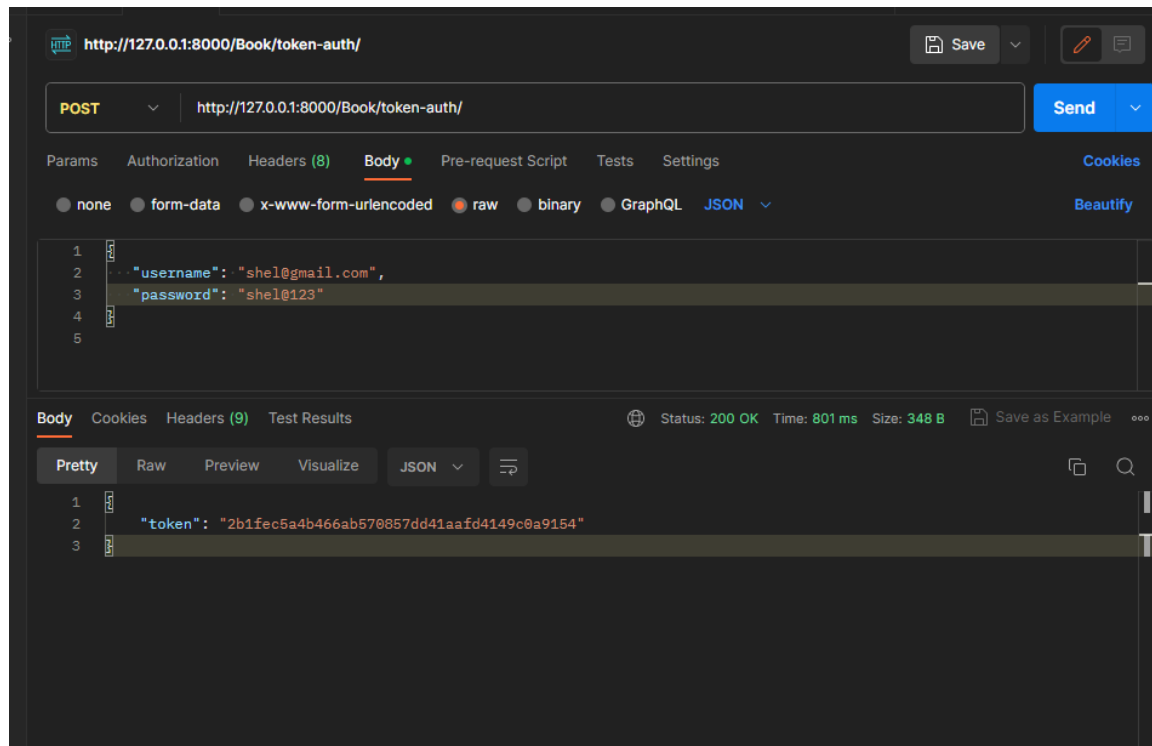 HTTP http://127.0.0.1:8000/Book/token-auth/ Save
POST http://127.0.0.1:8000/Book/token-auth/ Send
Params Authorization Headers (8) Body Pre-request Script Tests Settings Cookies
none form-data x-www-form-urlencoded raw binary GraphQL JSON Beautify
1 {
2 "username": "shel@gmail.com",
3 "password": "shel@123"
4 }
5
Body Cookies Headers (9) Test Results Status: 200 OK Time: 801 ms Size: 348 B Save as Example
Pretty Raw Preview Visualize JSON
1 {
2 "token": "2b1fec5a4b466ab570857dd41aafd4149c0a9154"
3 }